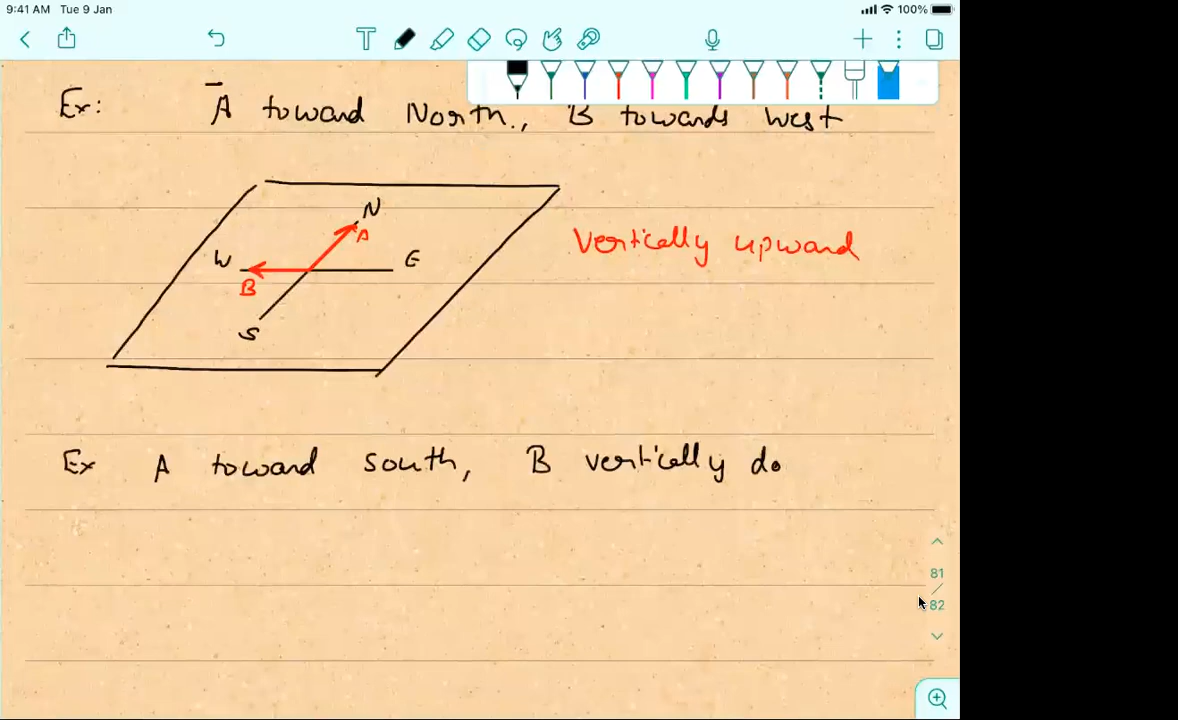 9:41 AM Tue 9 Jan 100%
Ex: A toward North., B towards west
N
A
Vertically upward
W E
B
S
Ex A toward south, B vertically do
81
/
82